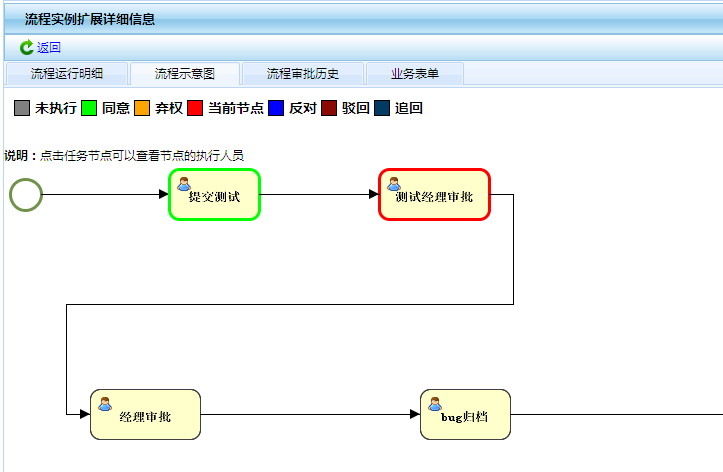 流程实例扩展详细信息
返回
流程运行明细 流程示意图 流程审批历史 业务表单
未执行 同意 弃权 当前节点 反对 驳回 追回
说明：点击任务节点可以查看节点的执行人员
提交测试 测试经理审批
经理审批 bug归档